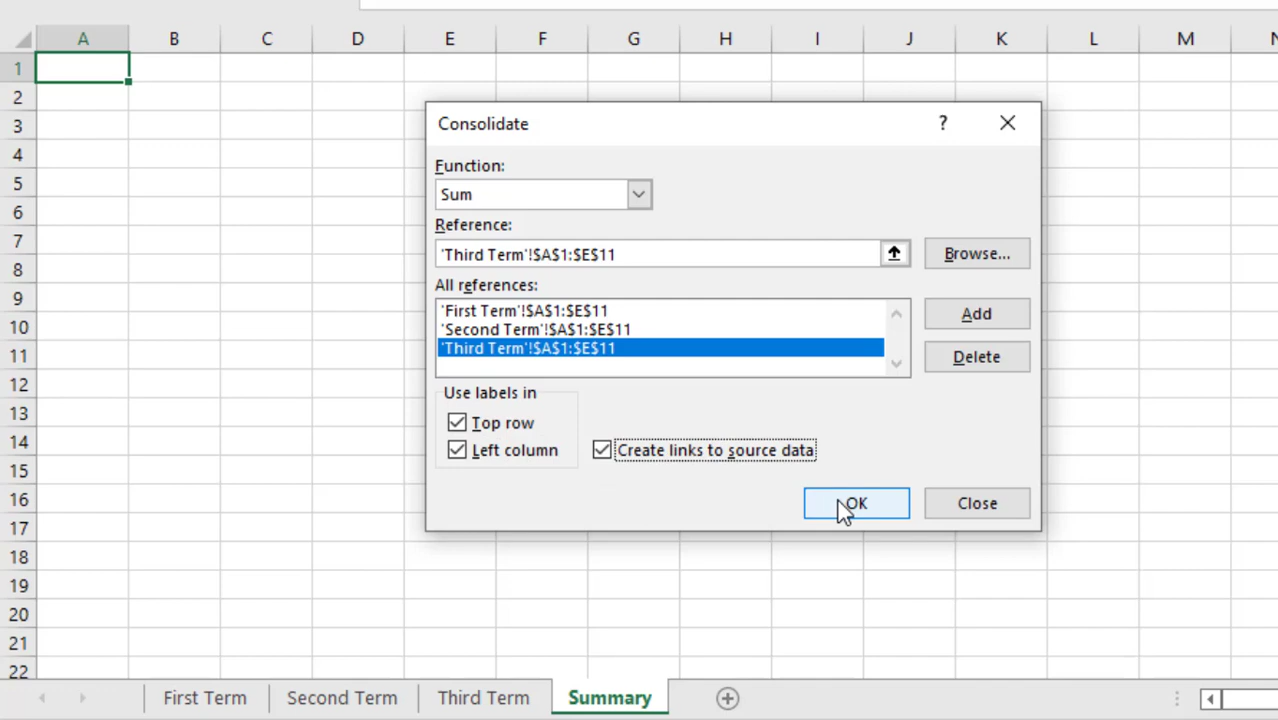 A B C D E F G H I J K L M N
1
2
3
4
5
6
7
8
9
10
11
12
13
14
15
16
17
18
19
20
21
22
Consolidate ?
Function:
Sum
Reference:
'Third Term'!$A$1:$E$11 Browse...
All references:
'First Term'!$A$1:$E$11
'Second Term'!$A$1:$E$11
'Third Term'!$A$1:$E$11
Add
Delete
Use labels in
Top row
Left column Create links to source data
OK Close
First Term Second Term Third Term Summary